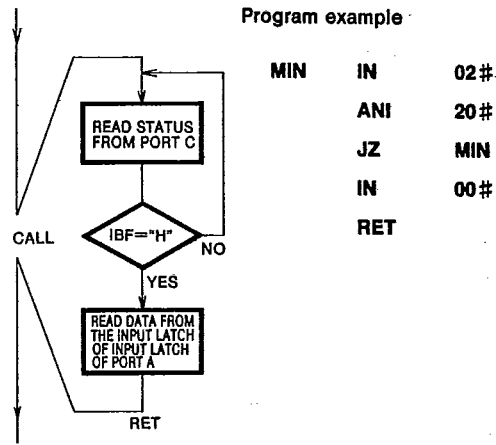 Program example
MIN IN 02#
ANI 20#
JZ MIN
IN 00#
RET
READ STATUS
FROM PORT C
IBF="H"
NO
CALL
YES
READ DATA FROM
THE INPUT LATCH
OF INPUT LATCH
OF PORT A
RET